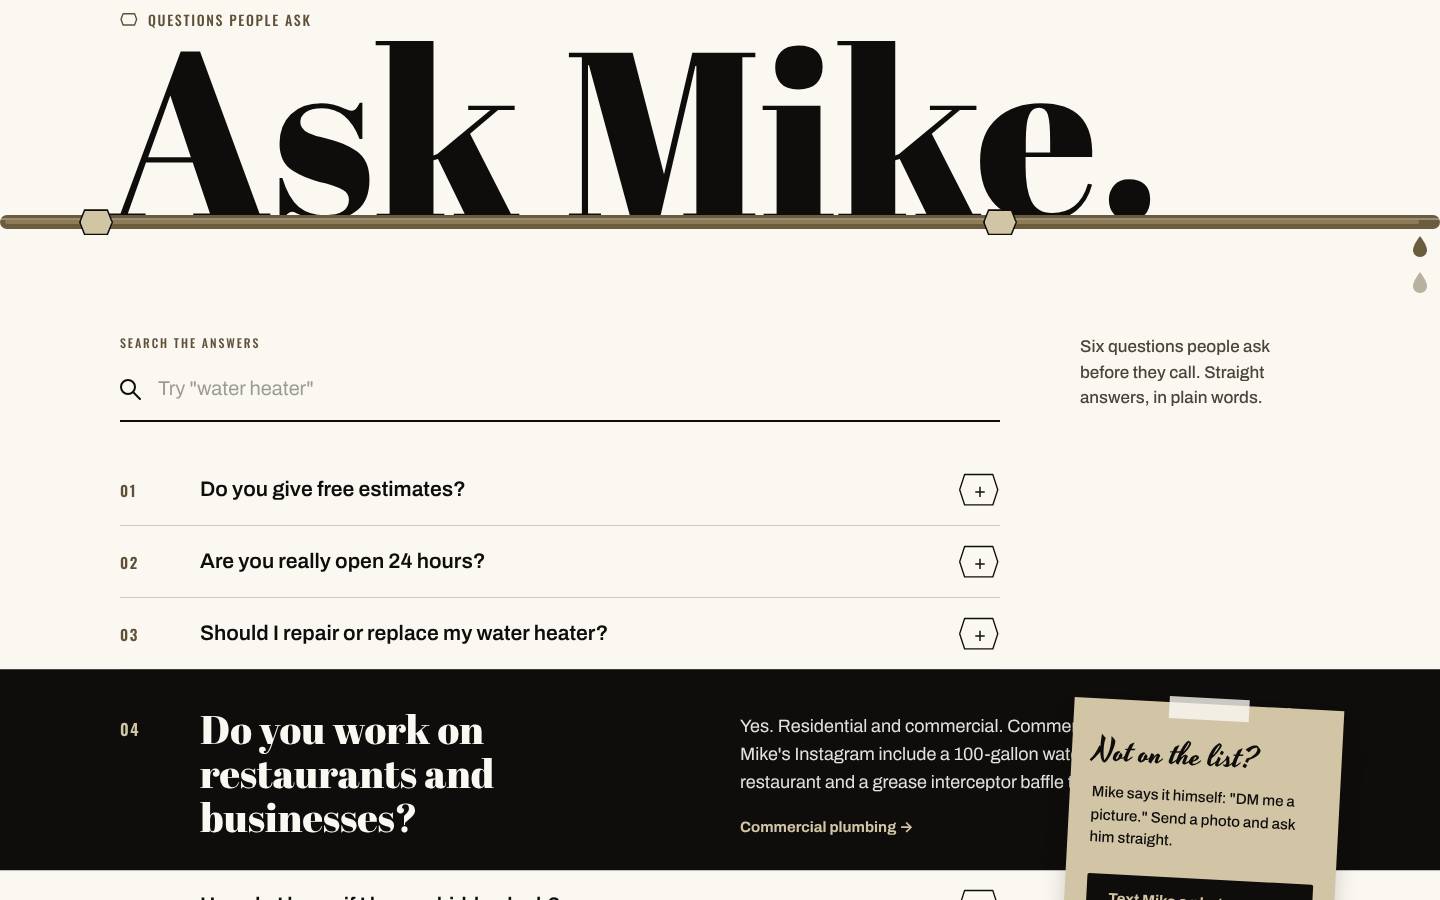 QUESTIONS PEOPLE ASK
Ask Mike.
SEARCH THE ANSWERS
Try "water heater"
Six questions people ask
before they call. Straight
answers, in plain words.
01 Do you give free estimates? +
02 Are you really open 24 hours? +
03 Should I repair or replace my water heater? +
04 Do you work on
restaurants and
businesses?
Yes. Residential and commercial.
Mike's Instagram include a 100-gallon
restaurant and a grease interceptor baffle
Commercial plumbing →
Not on the list?
Mike says it himself: "DM me a
picture." Send a photo and ask
him straight.